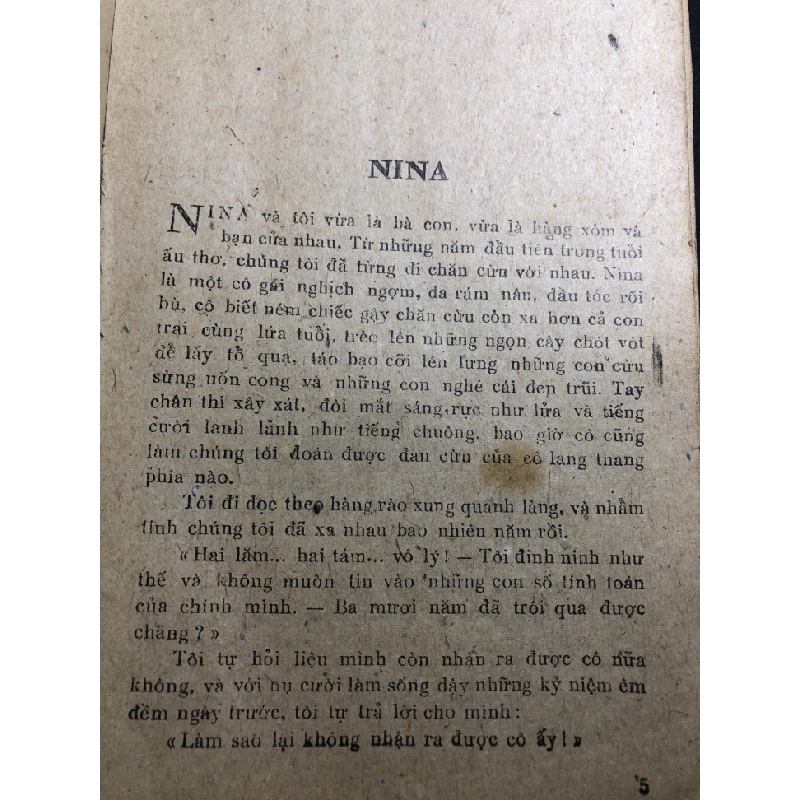 NINA
NINA và tôi vừa là bà con, vừa là hàng xóm và
bạn của nhau. Từ những năm đầu tiên trong tuổi
ấu thơ, chúng tôi đã từng đi chăn cừu với nhau. Nina
là một cô gái nghịch ngợm, da rám nâu, đầu tóc rối
bù, cô biết ném chiếc gậy chăn cừu còn xa hơn cả con
trai cùng lứa tuổi, trèo lên những ngọn cây chót vót
để lấy tổ quạ, táo bạo cỡi lên lưng những con cừu
sừng uốn cong và những con nghé cái đẹp trũi. Tay
chân thì xây xát, đôi mắt sáng rực như lửa và tiếng
cười lanh lảnh như tiếng chuông, bao giờ cô cũng
làm chúng tôi đoán được đàn cừu của cô lang thang
phía nào.
Tôi đi dọc theo hàng rào xung quanh làng, và nhẩm
tính chúng tôi đã xa nhau bao nhiêu năm rồi.
«Hai lăm... hai tám... vô lý! — Tôi đinh ninh như
thế và không muốn tin vào những con số tính toán
của chính mình. — Ba mươi năm đã trôi qua được
chăng?»
Tôi tự hỏi liệu mình còn nhận ra được cô nữa
không, và với nụ cười làm sống dậy những kỷ niệm êm
đềm ngày trước, tôi tự trả lời cho mình:
«Làm sao lại không nhận ra được cô ấy!»
5